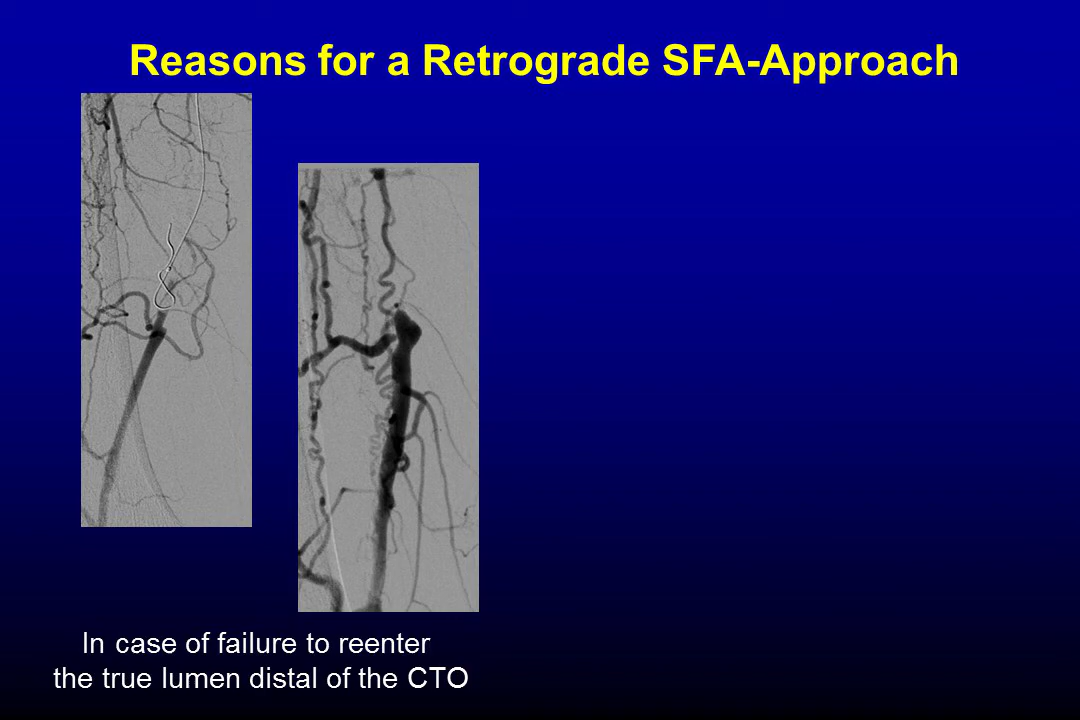 Reasons for a Retrograde SFA-Approach
In case of failure to reenter
the true lumen distal of the CTO